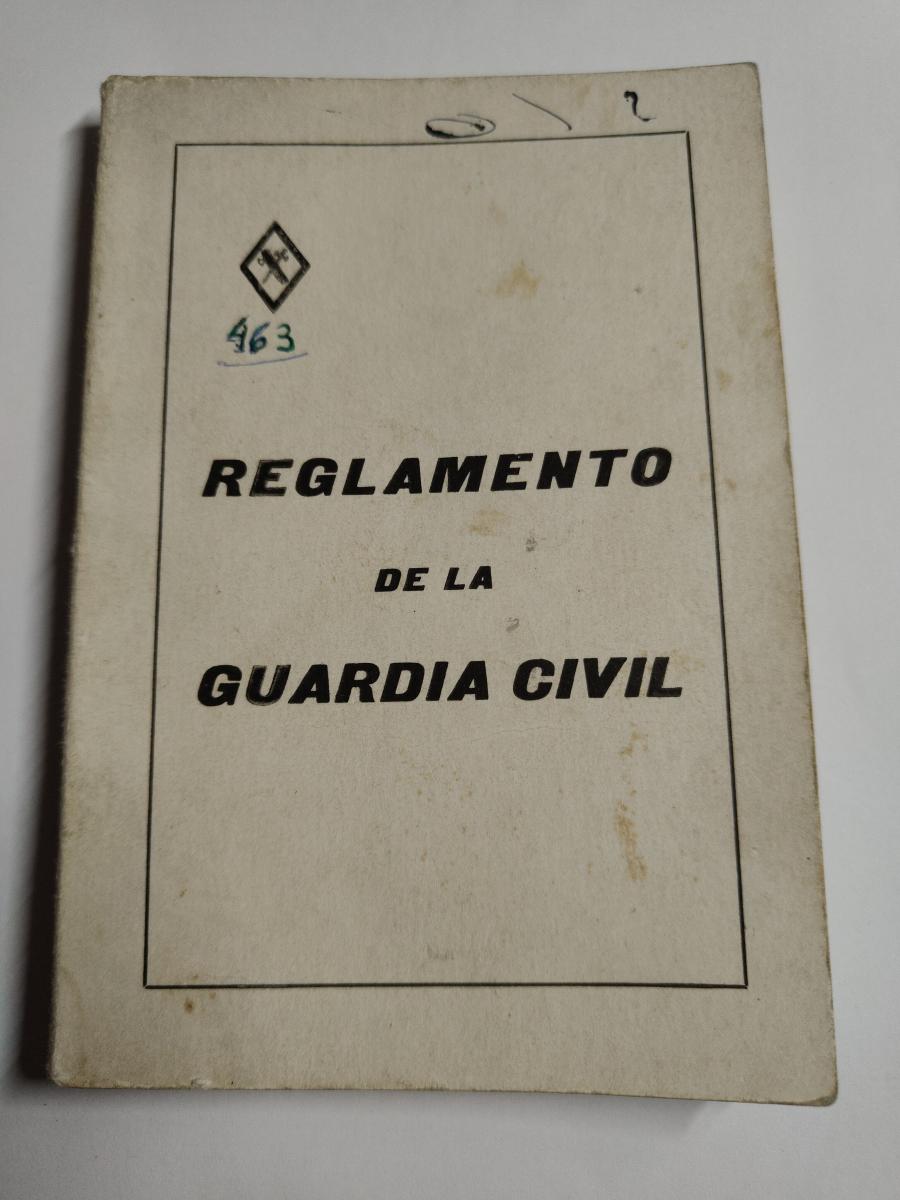 463
REGLAMENTO
DE LA
GUARDIA CIVIL